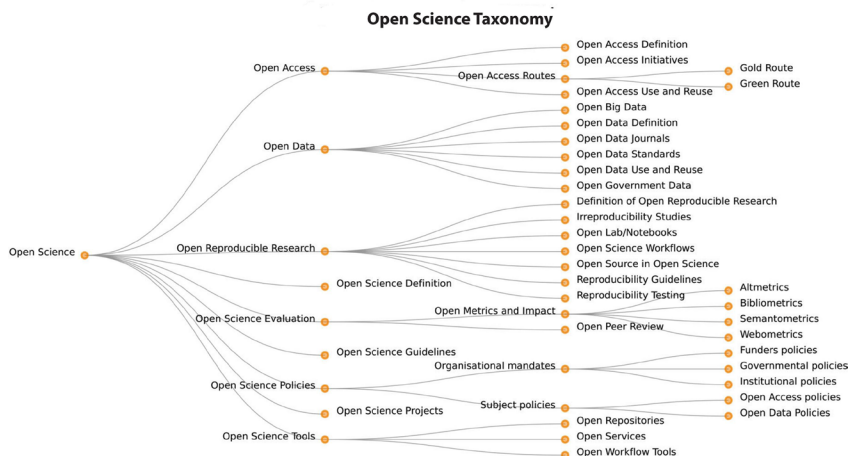 Open Science Taxonomy
Open Science
Open Access
Open Access Definition
Open Access Initiatives
Open Access Routes
Gold Route
Green Route
Open Access Use and Reuse
Open Data
Open Big Data
Open Data Definition
Open Data Journals
Open Data Standards
Open Data Use and Reuse
Open Government Data
Open Reproducible Research
Definition of Open Reproducible Research
Irreproducibility Studies
Open Lab/Notebooks
Open Science Workflows
Open Source in Open Science
Reproducibility Guidelines
Reproducibility Testing
Open Science Definition
Open Science Evaluation
Open Metrics and Impact
Altmetrics
Bibliometrics
Semantometrics
Webometrics
Open Peer Review
Open Science Guidelines
Open Science Policies
Organisational mandates
Funders policies
Governmental policies
Institutional policies
Subject policies
Open Access policies
Open Data Policies
Open Science Projects
Open Science Tools
Open Repositories
Open Services
Open Workflow Tools